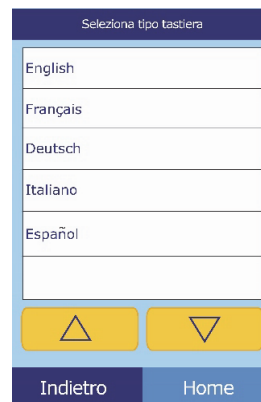 Seleziona tipo tastiera
English
Français
Deutsch
Italiano
Español
Indietro Home